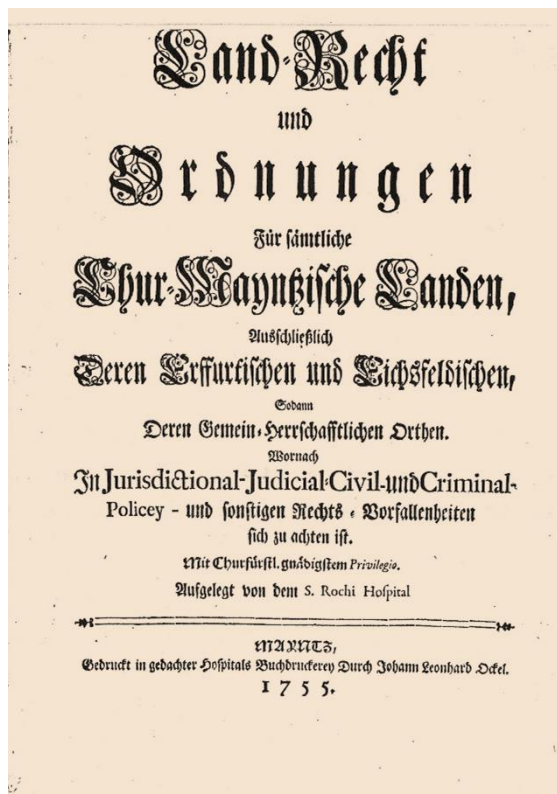 Land-Recht
und
Ordnungen
Für sämtliche
Chur-Mayntzische Landen,
Ausschließlich
Deren Erffurtischen und Eichsfeldischen,
Sodann
Deren Gemein-Herrschafftlichen Orthen.
Wornach
In Jurisdictional-Judicial-Civil-und Criminal-
Policey - und sonstigen Rechts-Vorfallenheiten
sich zu achten ist.
Mit Churfürstl. gnädigstem Privilegio.
Aufgelegt von dem S. Rochi Hospital
MAYNTZ,
Gedruckt in gedachter Hospitals Buchdruckerey Durch Johann Leonhard Ockel.
1755.